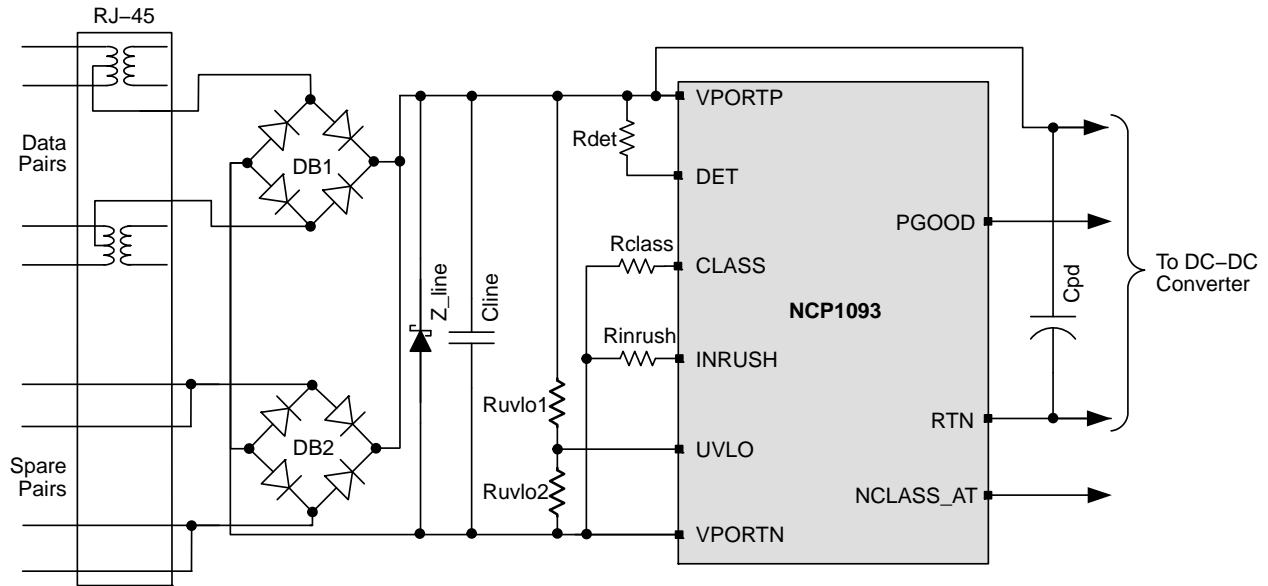 RJ−45
Data
Pairs
DB1
VPORTP
Rdet
DET
PGOOD
Rclass
CLASS
To DC−DC
Converter
Z_line
Cline
Cpd
NCP1093
Rinrush
INRUSH
Ruvlo1
RTN
DB2
UVLO
Spare
Pairs
Ruvlo2
NCLASS_AT
VPORTN